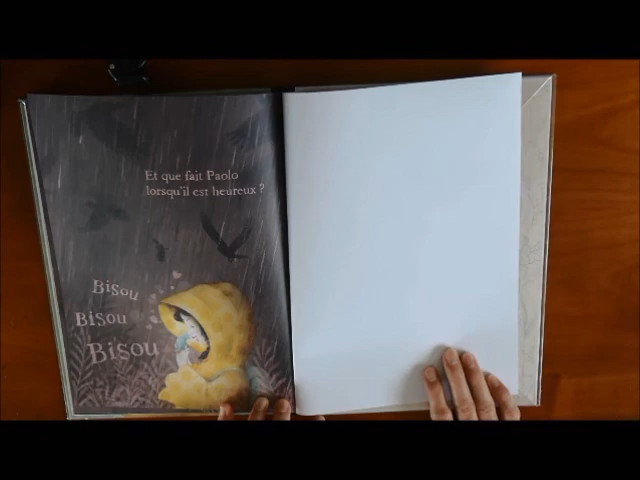 Et que fait Paolo
lorsqu'il est heureux ?
Bisou
Bisou
Bisou